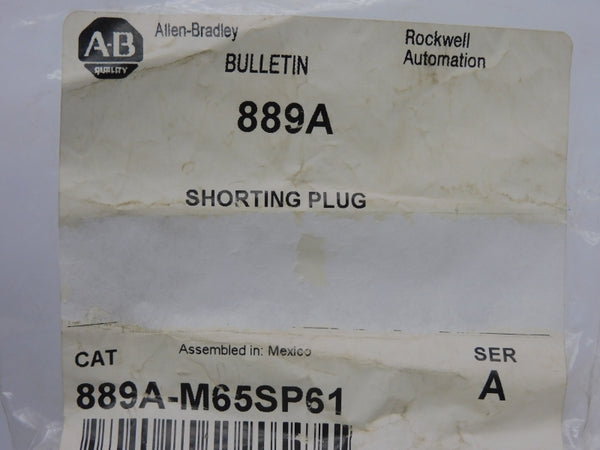 A-B
QUALITY
Allen-Bradley
Rockwell
Automation
BULLETIN
889A
SHORTING PLUG
Assembled in: Mexico
CAT
SER
889A-M65SP61
A